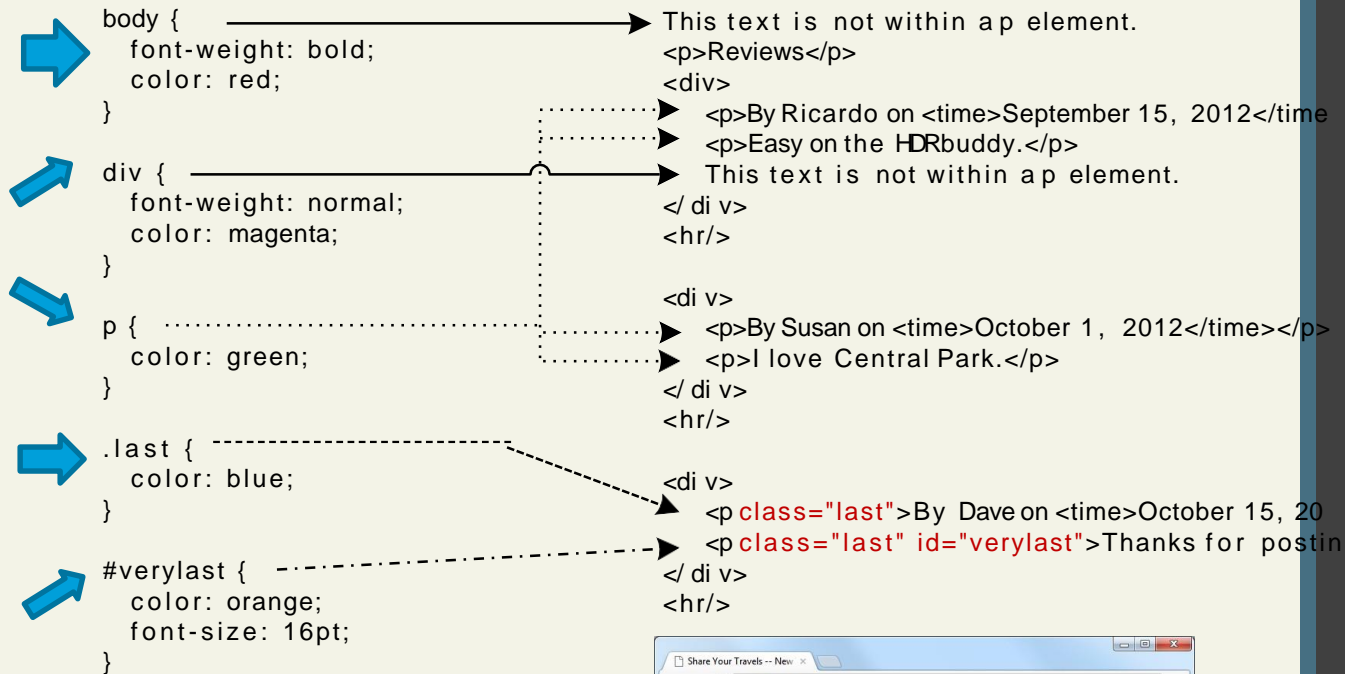 body {
font-weight: bold;
color: red;
}
div {
font-weight: normal;
color: magenta;
}
p {
color: green;
}
.last {
color: blue;
}
#verylast {
color: orange;
font-size: 16pt;
}
This text is not within a p element.
<p>Reviews</p>
<div>
<p>By Ricardo on <time>September 15, 2012</time
<p>Easy on the HDRbuddy.</p>
This text is not within a p element.
</div>
<hr/>
<div>
<p>By Susan on <time>October 1, 2012</time></p>
<p>I love Central Park.</p>
</div>
<hr/>
<div>
<p class="last">By Dave on <time>October 15, 20
<p class="last" id="verylast">Thanks for postin
</div>
<hr/>
Share Your Travels -- New